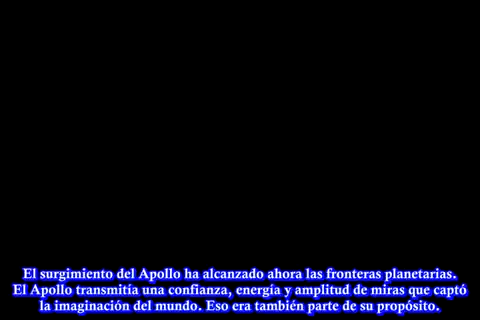 El surgimiento del Apollo ha alcanzado ahora las fronteras planetarias.
El Apollo transmitía una confianza, energía y amplitud de miras que captó
la imaginación del mundo. Eso era también parte de su propósito.